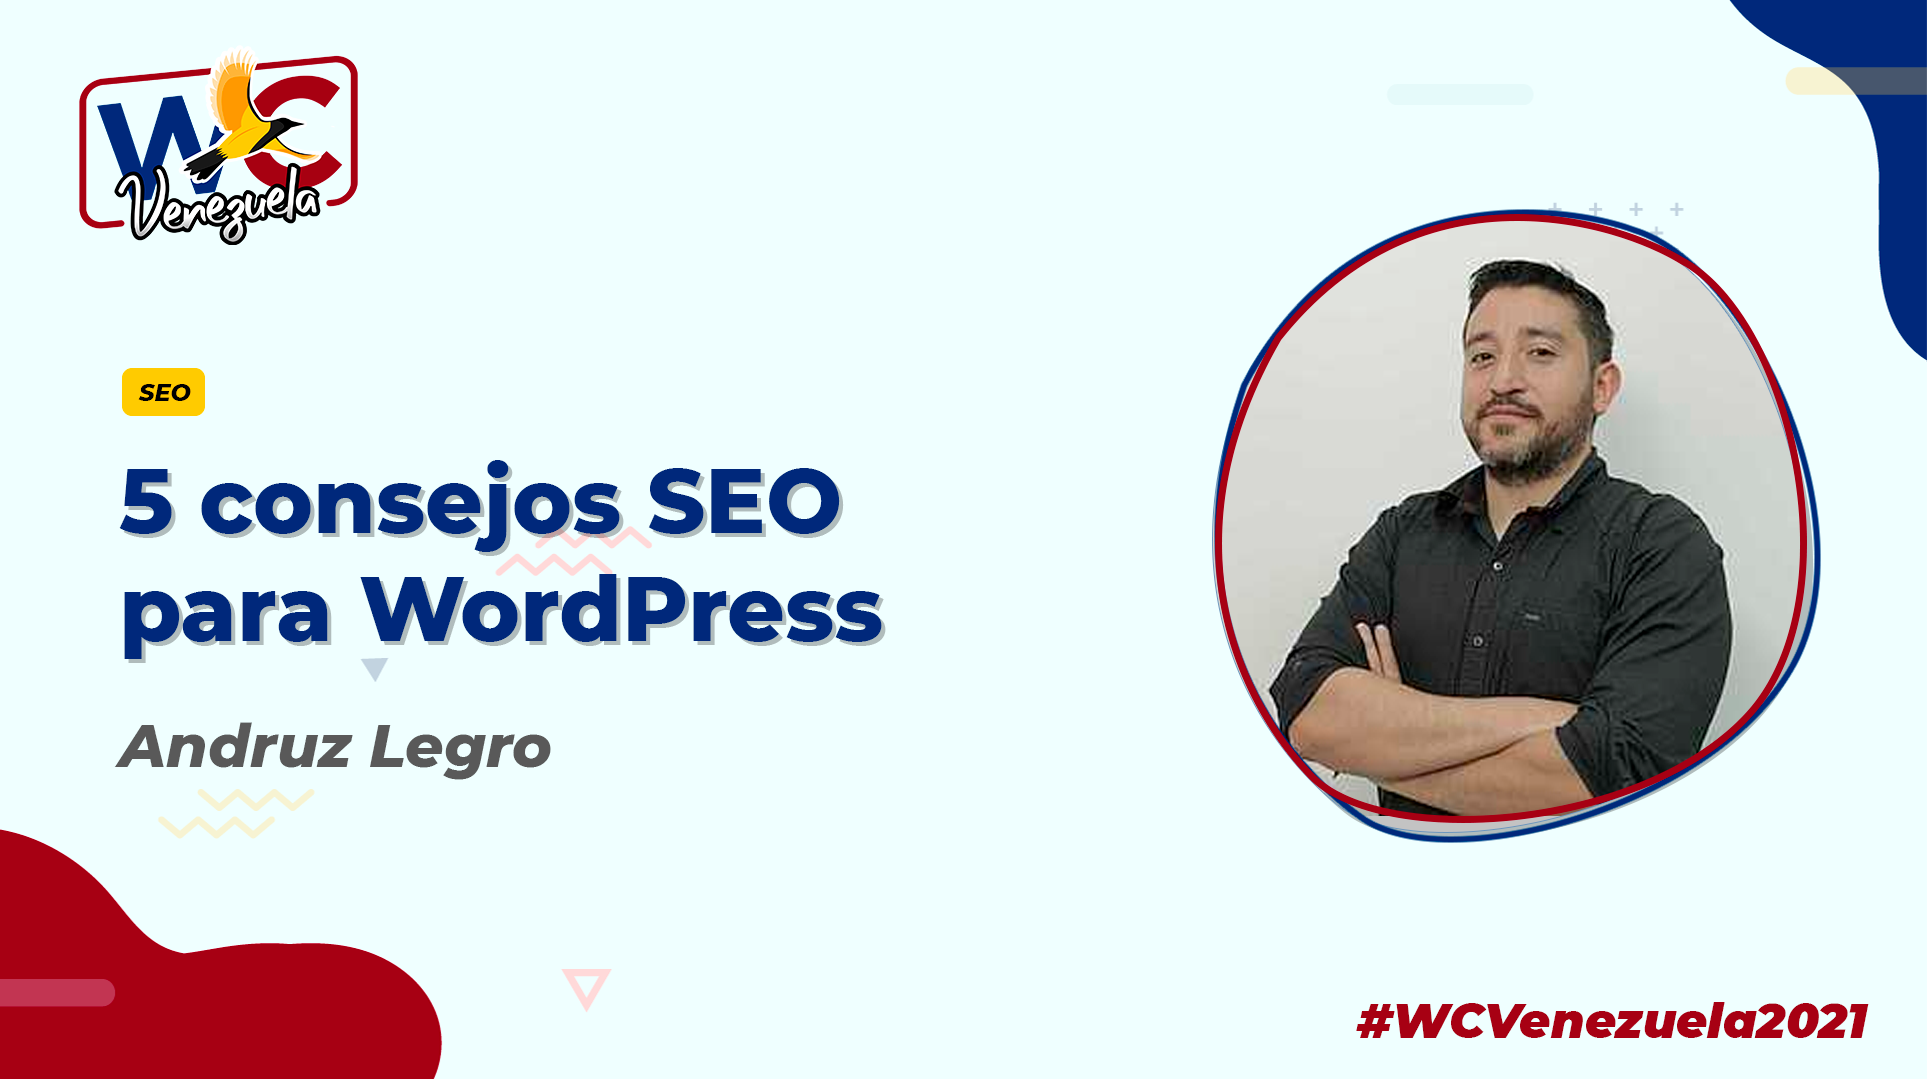 WC
Venezuela
SEO
5 consejos SEO
para WordPress
Andruz Legro
#WCVenezuela2021